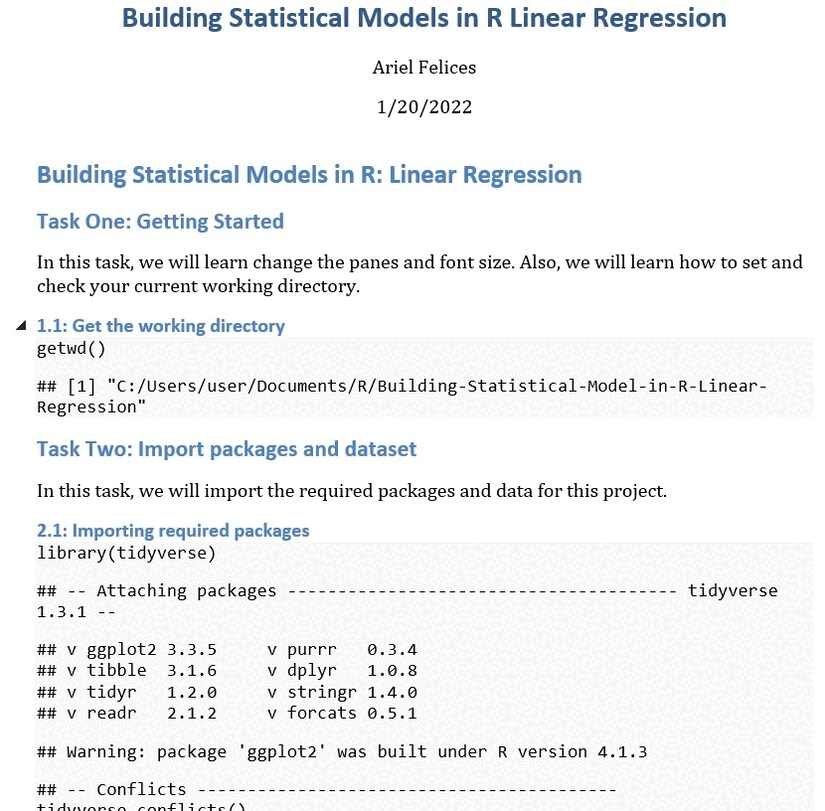 Building Statistical Models in R Linear Regression
Ariel Felices
1/20/2022
Building Statistical Models in R: Linear Regression
Task One: Getting Started
In this task, we will learn change the panes and font size. Also, we will learn how to set and
check your current working directory.
1.1: Get the working directory
getwd()
## [1] "C:/Users/user/Documents/R/Building-Statistical-Model-in-R-Linear-
Regression"
Task Two: Import packages and dataset
In this task, we will import the required packages and data for this project.
2.1: Importing required packages
library(tidyverse)
## -- Attaching packages --------------------------------------- tidyverse
1.3.1 --
## v ggplot2 3.3.5     v purrr   0.3.4
## v tibble  3.1.6     v dplyr   1.0.8
## v tidyr   1.2.0     v stringr 1.4.0
## v readr   2.1.2     v forcats 0.5.1
## Warning: package 'ggplot2' was built under R version 4.1.3
## -- Conflicts ------------------------------------------
tidyverse_conflicts()